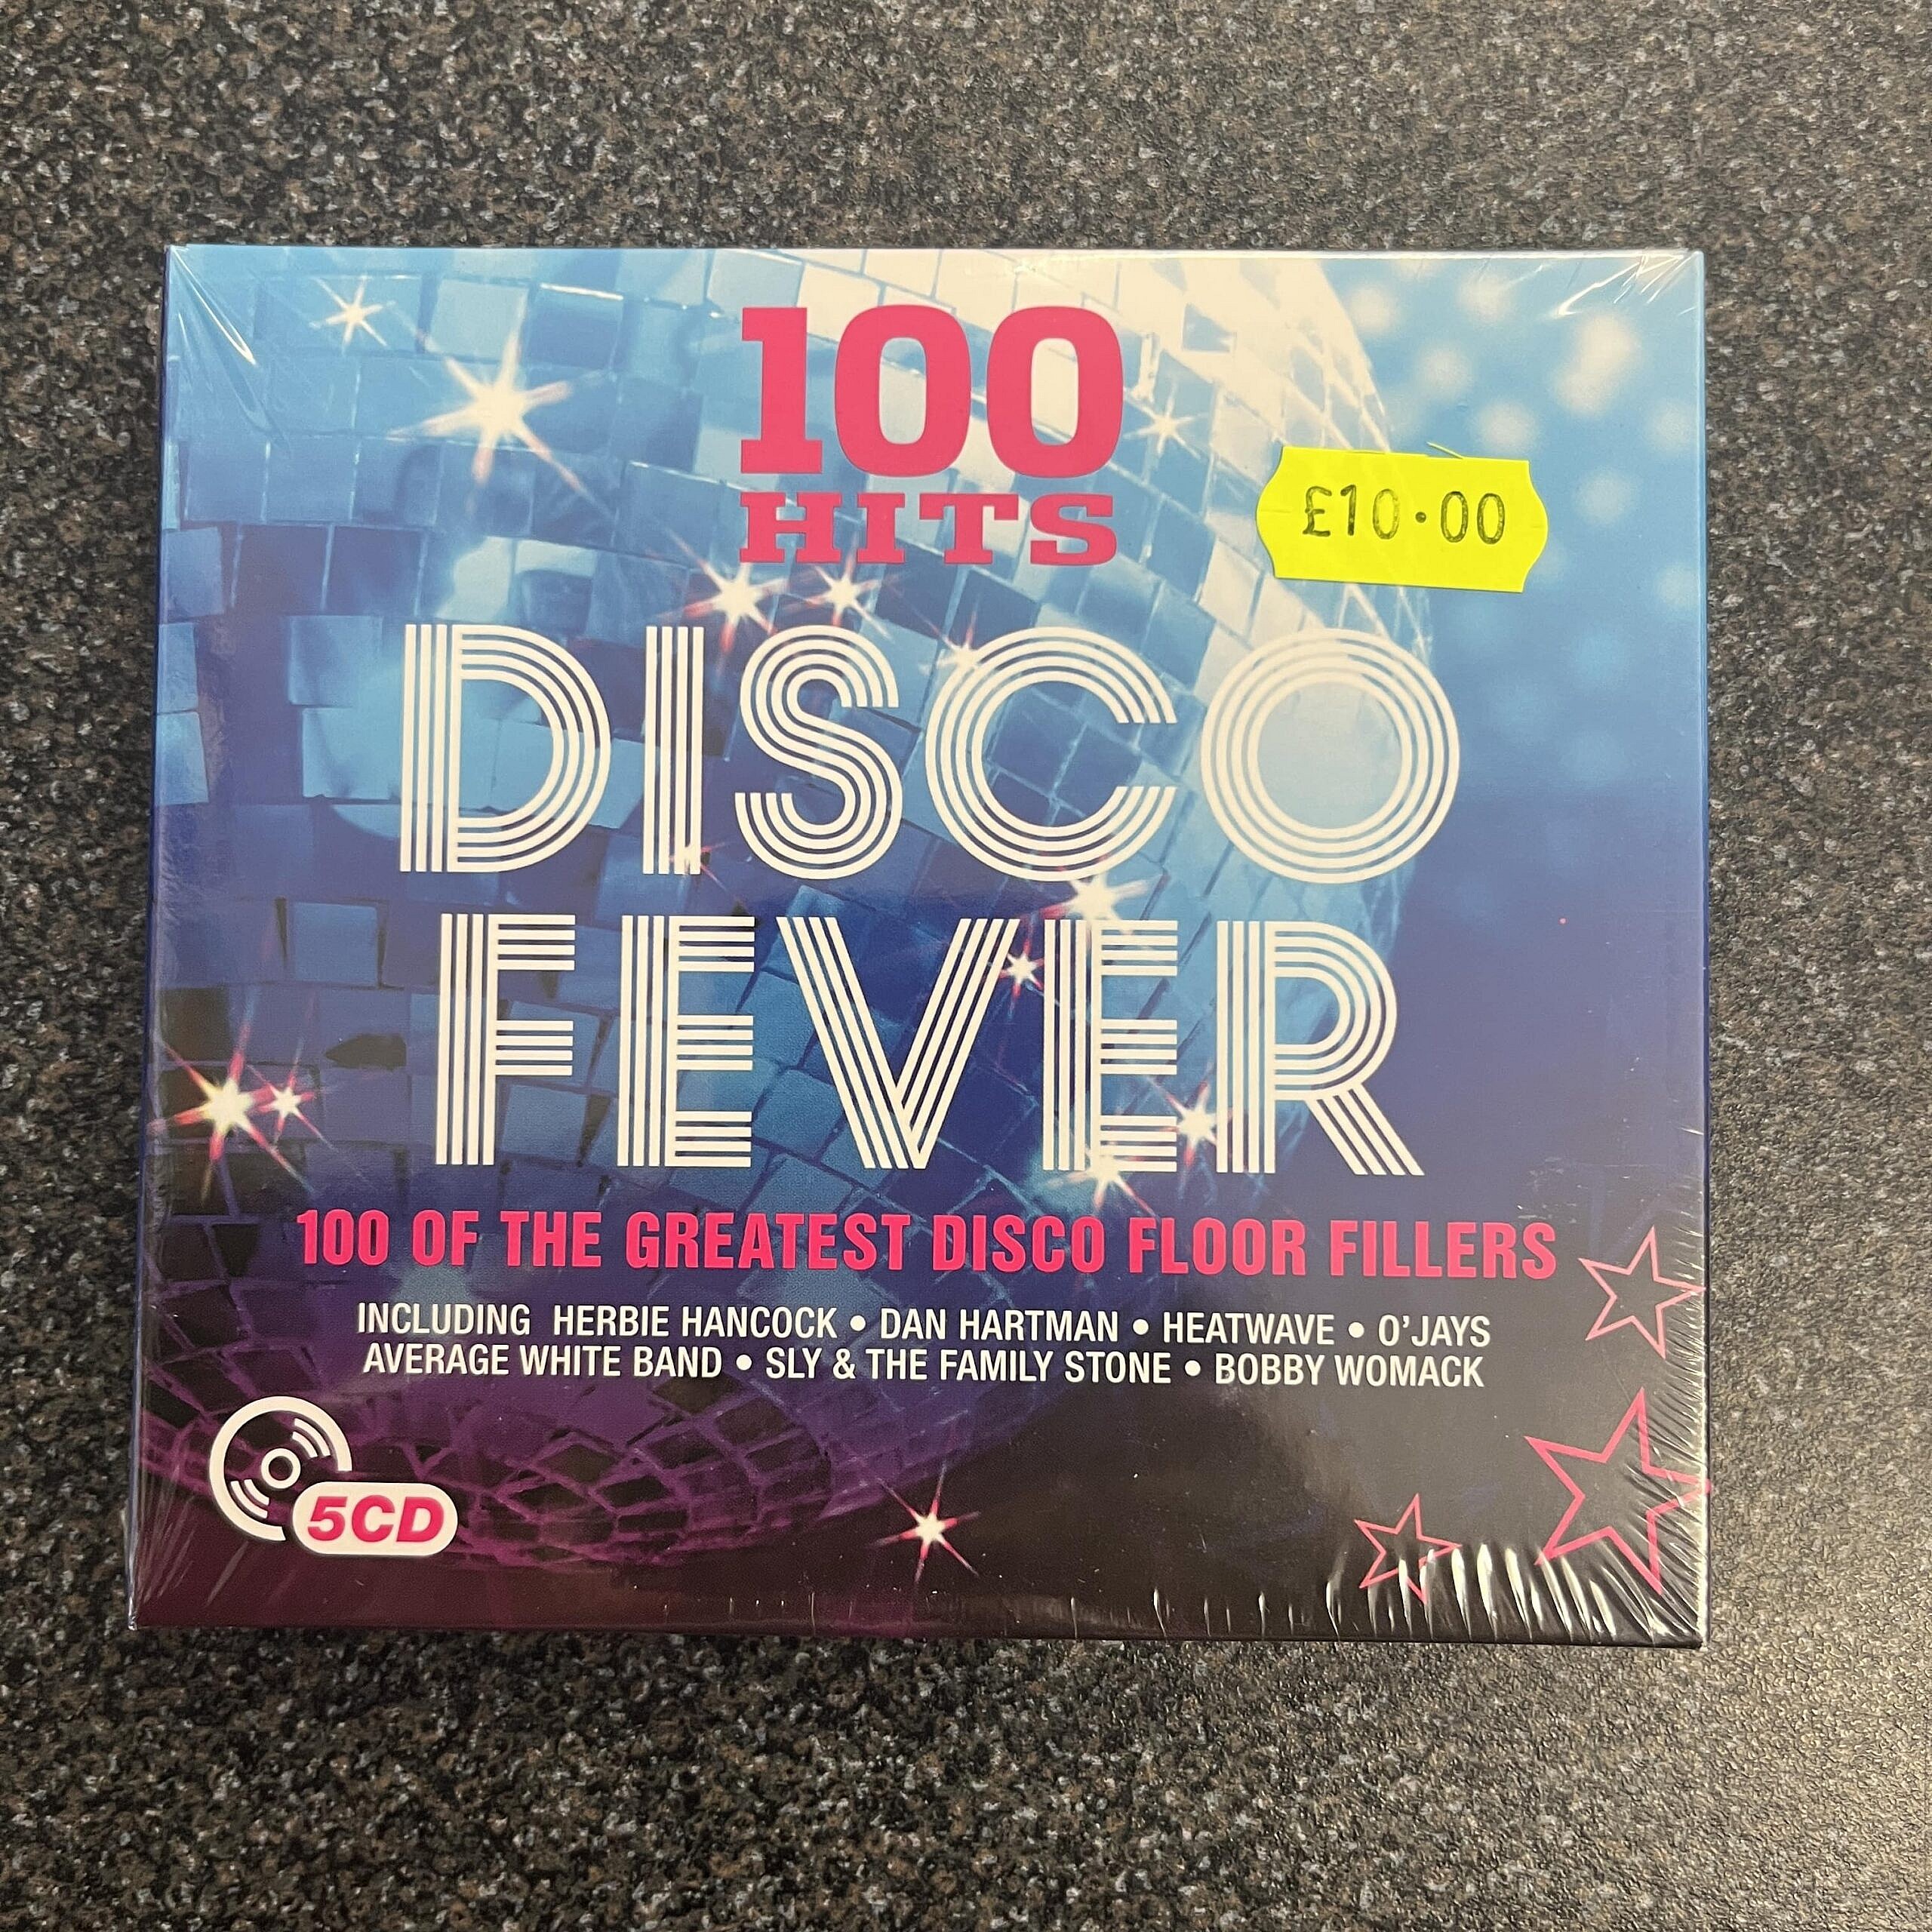 100
HITS
£10.00
DISCO
FEVER
100 OF THE GREATEST DISCO FLOOR FILLERS
INCLUDING HERBIE HANCOCK • DAN HARTMAN • HEATWAVE • O'JAYS
AVERAGE WHITE BAND • SLY & THE FAMILY STONE • BOBBY WOMACK
5CD